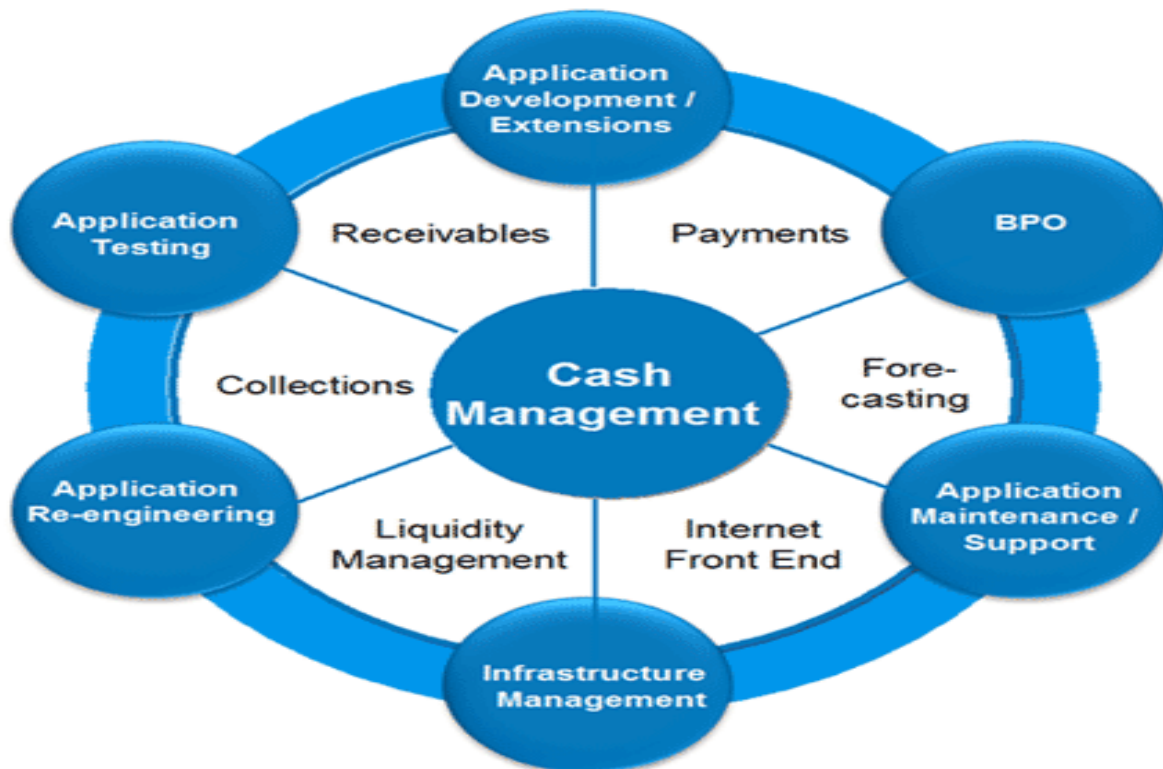 Application
Development /
Extensions
Application
Testing
Receivables
Payments
BPO
Cash
Management
Collections
Fore-
casting
Application
Re-engineering
Liquidity
Management
Internet
Front End
Application
Maintenance /
Support
Infrastructure
Management